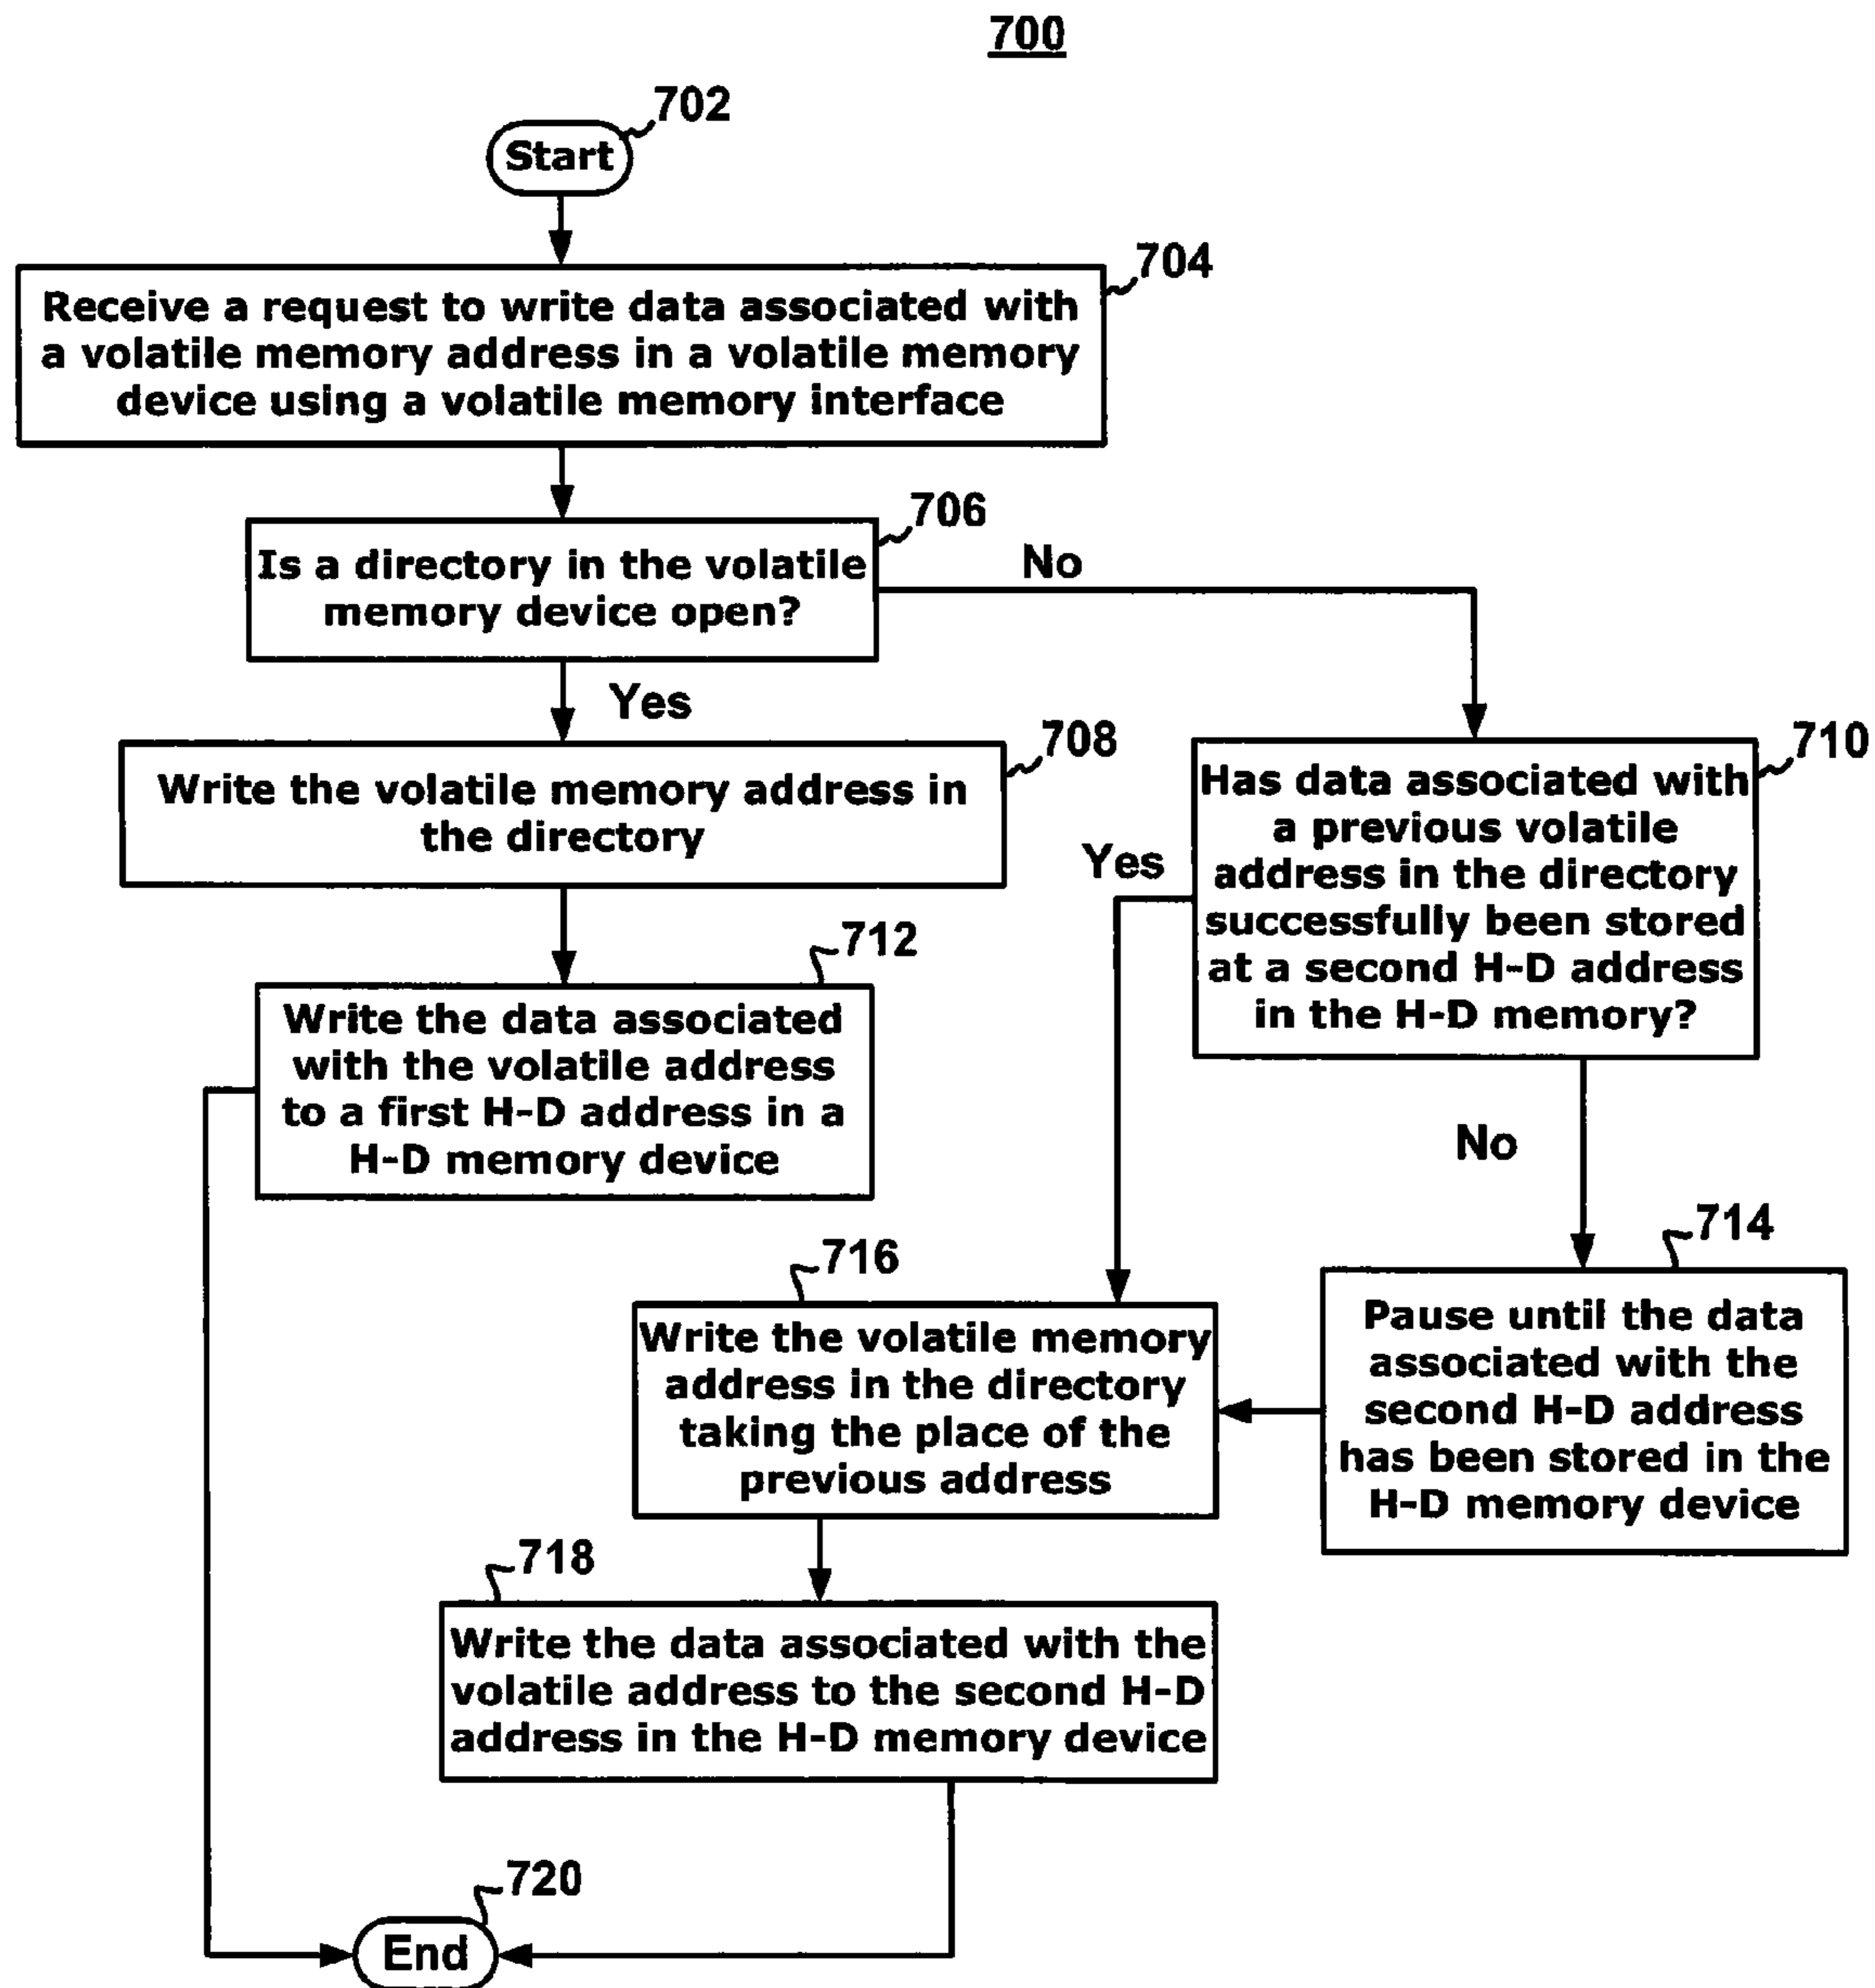 700
702
Start
704
Receive a request to write data associated with
a volatile memory address in a volatile memory
device using a volatile memory interface
706
Is a directory in the volatile
memory device open?
No
Yes
708
Write the volatile memory address in
the directory
710
Has data associated with
a previous volatile
address in the directory
successfully been stored
at a second H-D address
in the H-D memory?
Yes
No
712
Write the data associated
with the volatile address
to a first H-D address in a
H-D memory device
714
Pause until the data
associated with the
second H-D address
has been stored in the
H-D memory device
716
Write the volatile memory
address in the directory
taking the place of the
previous address
718
Write the data associated with the
volatile address to the second H-D
address in the H-D memory device
720
End